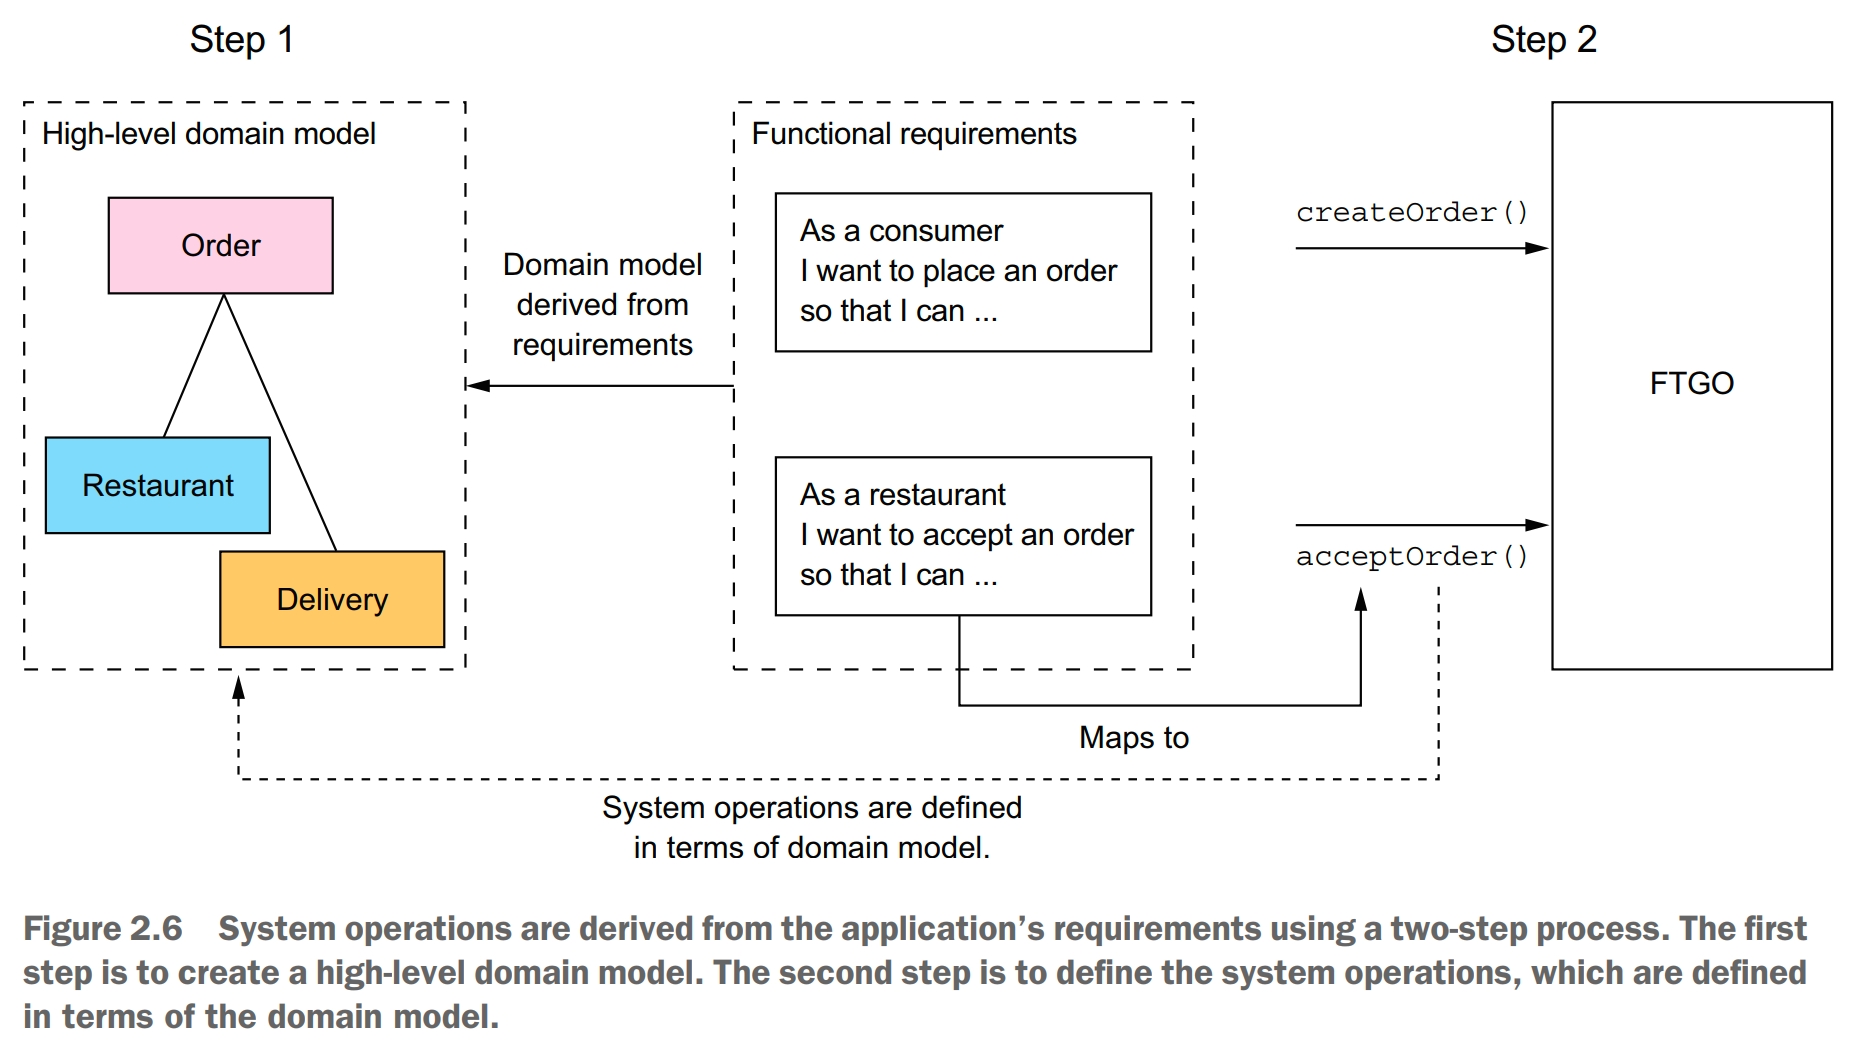 Step 1
Step 2
High-level domain model
Order
Restaurant
Delivery
Domain model
derived from
requirements
Functional requirements
As a consumer
I want to place an order
so that I can ...
As a restaurant
I want to accept an order
so that I can ...
createOrder()
acceptOrder()
FTGO
Maps to
System operations are defined
in terms of domain model.
Figure 2.6 System operations are derived from the application’s requirements using a two-step process. The first
step is to create a high-level domain model. The second step is to define the system operations, which are defined
in terms of the domain model.